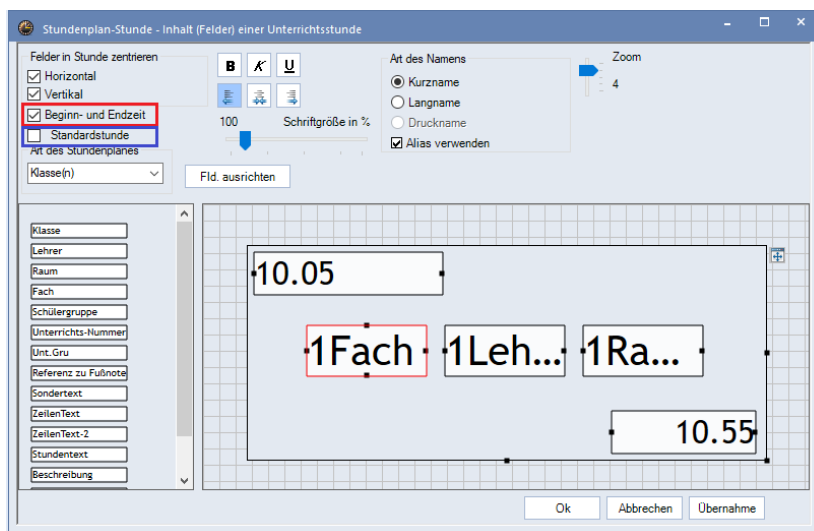 Stundenplan-Stunde - Inhalt (Felder) einer Unterrichtsstunde
Felder in Stunde zentrieren
Horizontal
Vertikal
Beginn- und Endzeit
Standardstunde
Art des Stundenplanes
Klasse(n)
B K U
100 Schriftgröße in %
Fld. ausrichten
Art des Namens
Kurzname
Langname
Druckname
Alias verwenden
Zoom
4
Klasse
Lehrer
Raum
Fach
Schülergruppe
Unterrichts-Nummer
Unt.Gru
Referenz zu Fußnote
Sondertext
ZeilenText
ZeilenText-2
Stundentext
Beschreibung
10.05
1Fach 1Leh... 1Ra...
10.55
Ok Abbrechen Übernahme